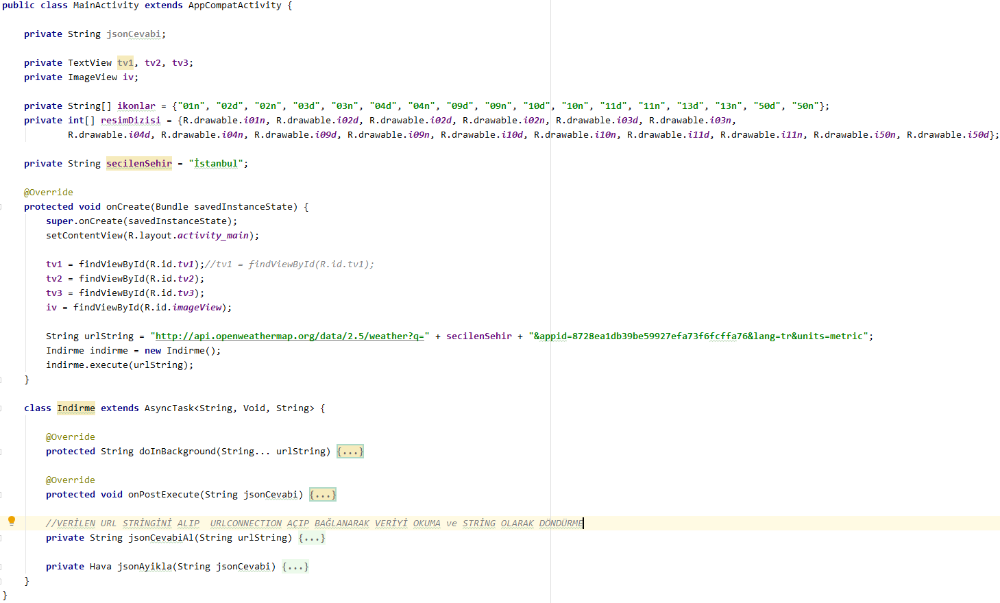 public class MainActivity extends AppCompatActivity {
private String jsonCevabi;
private TextView tv1, tv2, tv3;
private ImageView iv;
private String[] ikonlar = {"01n", "02d", "02n", "03d", "03n", "04d", "04n", "09d", "09n", "10d", "10n", "11d", "11n", "13d", "13n", "50d", "50n"};
private int[] resimDizisi = {R.drawable.i01n, R.drawable.i02d, R.drawable.i02d, R.drawable.i02n, R.drawable.i03d, R.drawable.i03n,
R.drawable.i04d, R.drawable.i04n, R.drawable.i09d, R.drawable.i09n, R.drawable.i10d, R.drawable.i10n, R.drawable.i11d, R.drawable.i11n, R.drawable.i50n, R.drawable.i50d};
private String secilenSehir = "İstanbul";
@Override
protected void onCreate(Bundle savedInstanceState) {
super.onCreate(savedInstanceState);
setContentView(R.layout.activity_main);
tv1 = findViewById(R.id.tv1);//tv1 = findViewById(R.id.tv1);
tv2 = findViewById(R.id.tv2);
tv3 = findViewById(R.id.tv3);
iv = findViewById(R.id.imageView);
String urlString = "http://api.openweathermap.org/data/2.5/weather?q=" + secilenSehir + "&appid=8728ea1db39be59927efa73f6fcffa76&lang=tr&units=metric";
Indirme indirme = new Indirme();
indirme.execute(urlString);
}
class Indirme extends AsyncTask<String, Void, String> {
@Override
protected String doInBackground(String... urlString) {...}
@Override
protected void onPostExecute(String jsonCevabi) {...}
//VERİLEN URL STRİNGİNİ ALIP  URLCONNECTION AÇIP BAĞLANARAK VERİYİ OKUMA ve STRİNG OLARAK DÖNDÜRME
private String jsonCevabiAl(String urlString) {...}
private Hava jsonAyikla(String jsonCevabi) {...}
}
}